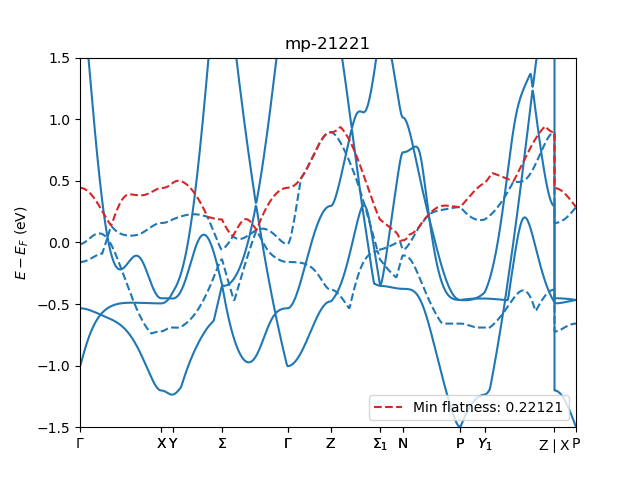 mp-21221
E − E_F (eV)
1.5
1.0
0.5
0.0
−0.5
−1.0
−1.5
Min flatness: 0.22121
Γ X Y Σ Γ Z Σ₁ N P Y₁ Z | X P